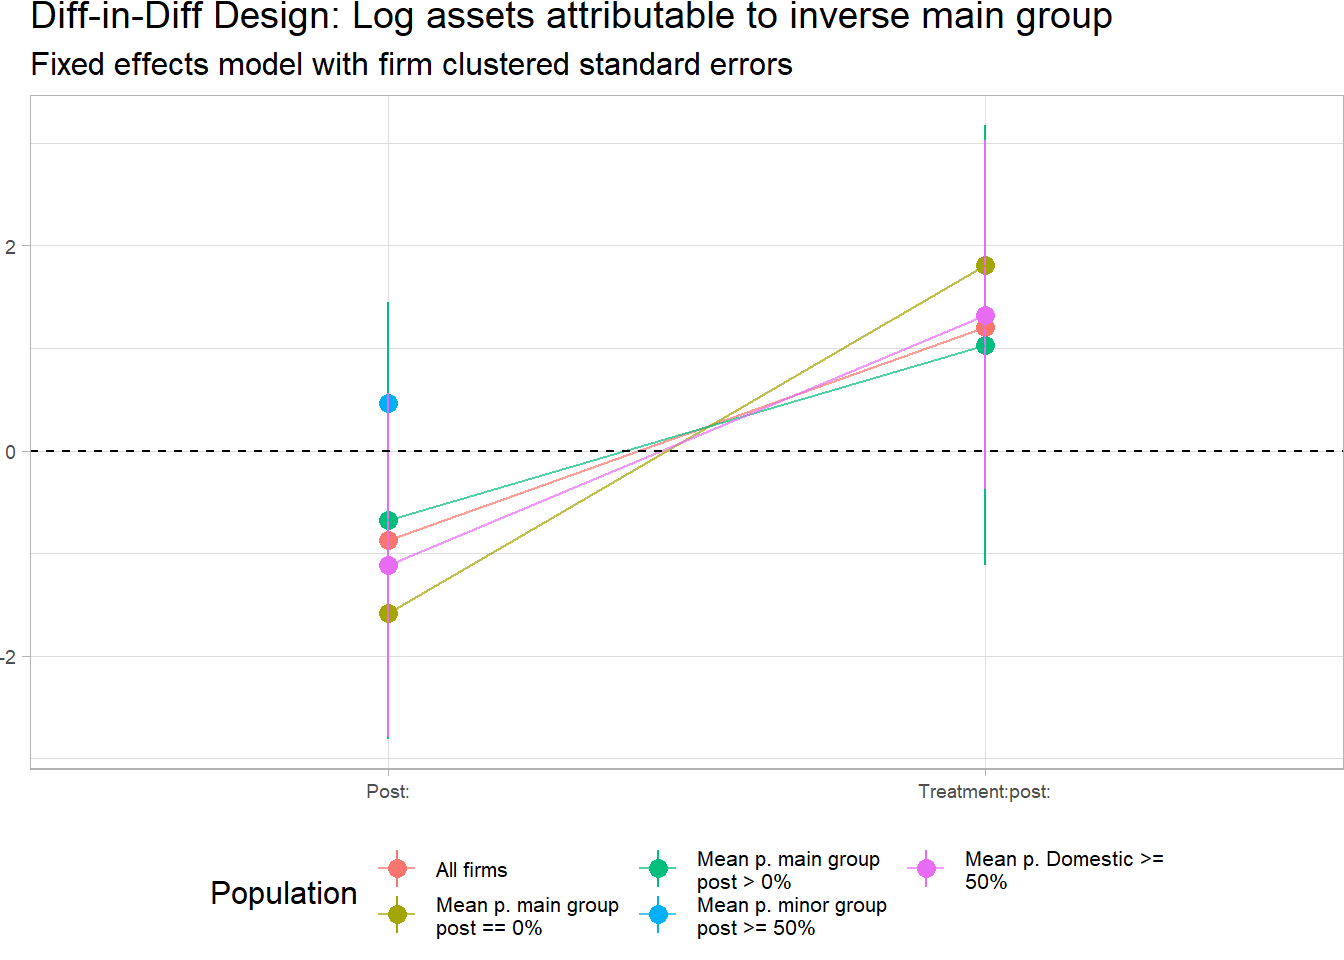 Diff-in-Diff Design: Log assets attributable to inverse main group
Fixed effects model with firm clustered standard errors
2
0
-2
Post:
Treatment:post:
Population
All firms
Mean p. main group
post == 0%
Mean p. main group
post > 0%
Mean p. minor group
post >= 50%
Mean p. Domestic >=
50%